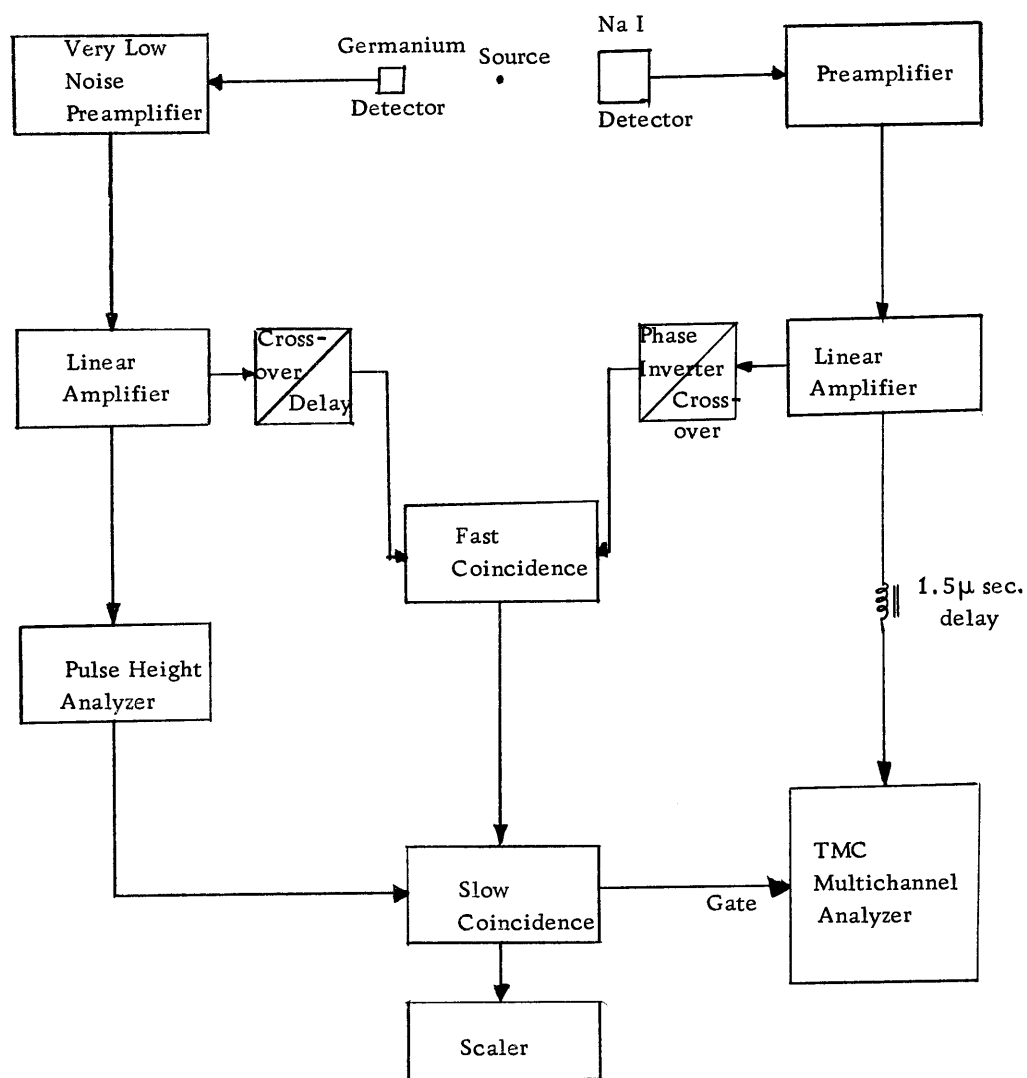 Very Low
Noise
Preamplifier
Germanium
Detector
Source
Na I
Detector
Preamplifier
Linear
Amplifier
Cross-
over
Delay
Phase
Inverter
Cross-
over
Linear
Amplifier
Fast
Coincidence
1.5μ sec.
delay
Pulse Height
Analyzer
Slow
Coincidence
Gate
TMC
Multichannel
Analyzer
Scaler